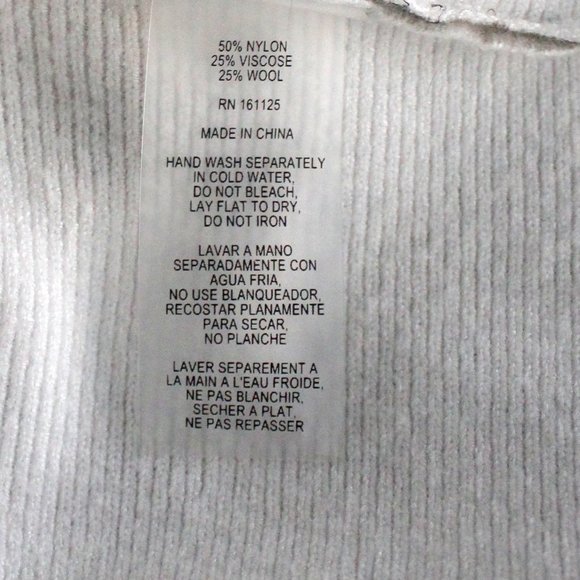 50% NYLON
25% VISCOSE
25% WOOL
RN 161125
MADE IN CHINA
HAND WASH SEPARATELY
IN COLD WATER,
DO NOT BLEACH,
LAY FLAT TO DRY,
DO NOT IRON
LAVAR A MANO
SEPARADAMENTE CON
AGUA FRIA,
NO USE BLANQUEADOR,
RECOSTAR PLANAMENTE
PARA SECAR,
NO PLANCHE
LAVER SEPAREMENT A
LA MAIN A L'EAU FROIDE,
NE PAS BLANCHIR,
SECHER A PLAT,
NE PAS REPASSER